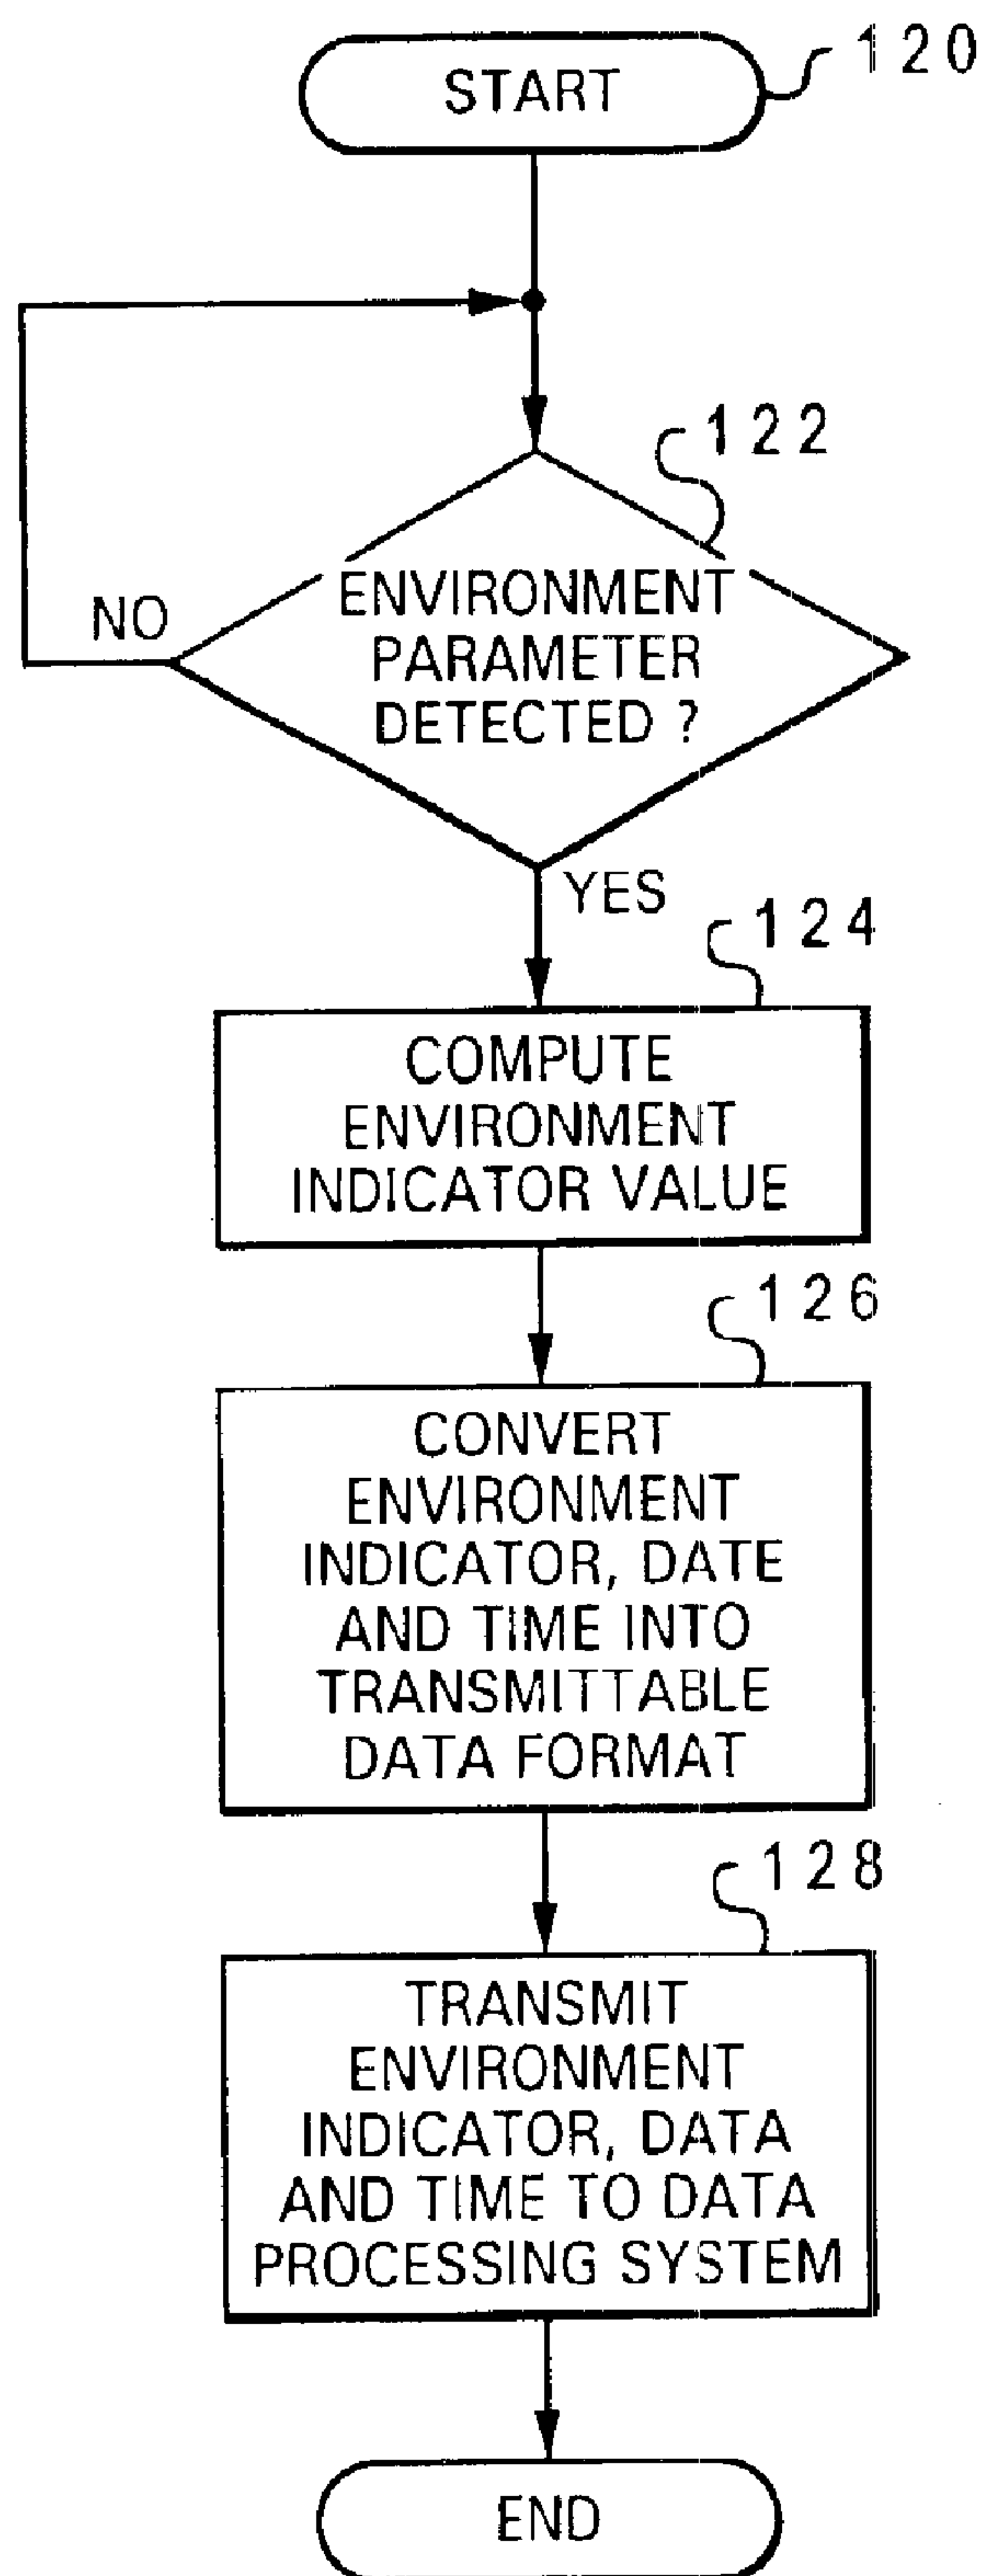 START
120
122
NO
ENVIRONMENT
PARAMETER
DETECTED ?
YES
124
COMPUTE
ENVIRONMENT
INDICATOR VALUE
126
CONVERT
ENVIRONMENT
INDICATOR, DATE
AND TIME INTO
TRANSMITTABLE
DATA FORMAT
128
TRANSMIT
ENVIRONMENT
INDICATOR, DATA
AND TIME TO DATA
PROCESSING SYSTEM
END